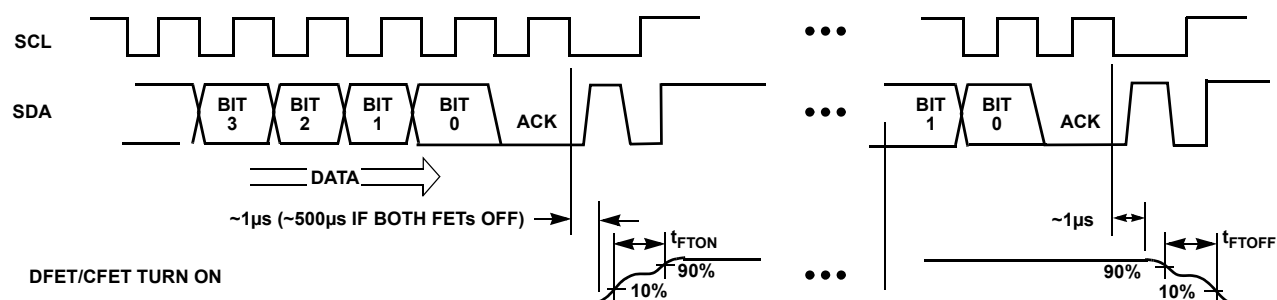 SCL
SDA
BIT
3
BIT
2
BIT
1
BIT
0
ACK
BIT
1
BIT
0
ACK
DATA
~1µs (~500µs IF BOTH FETs OFF)
~1µs
tFTON
tFTOFF
DFET/CFET TURN ON
90%
10%
90%
10%